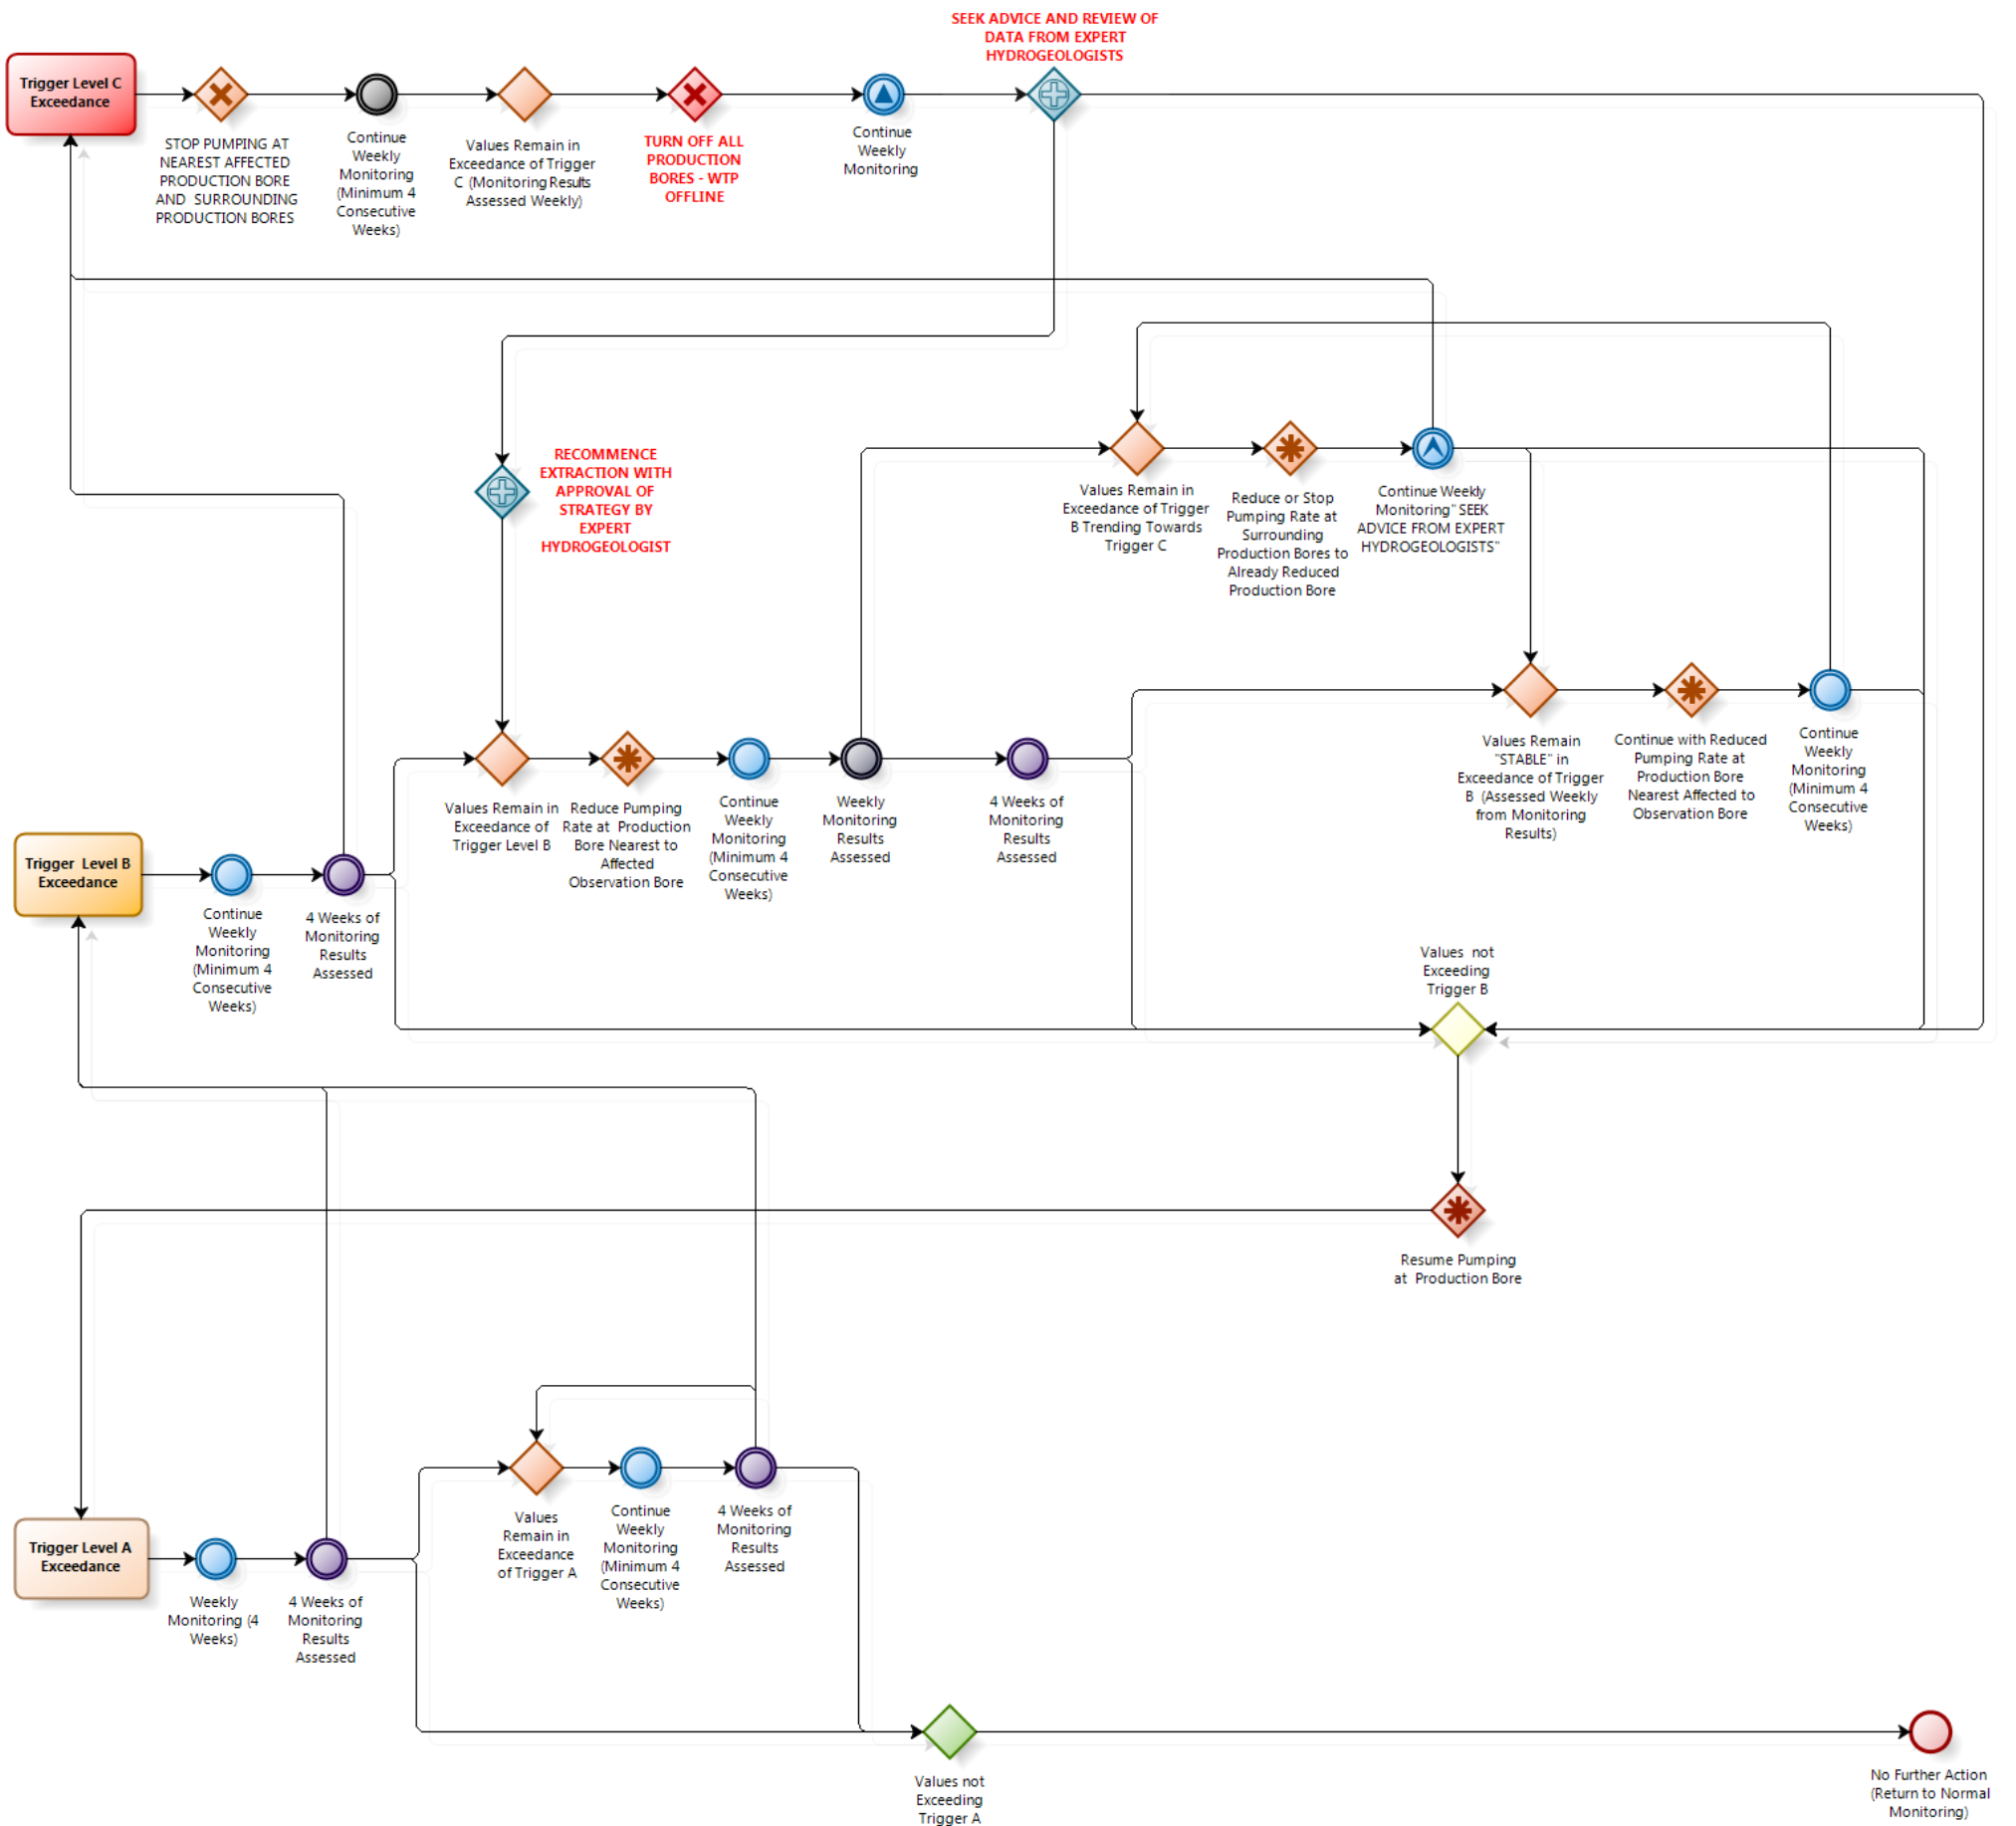 SEEK ADVICE AND REVIEW OF
DATA FROM EXPERT
HYDROGEOLOGISTS
Trigger Level C
Exceedance
STOP PUMPING AT
NEAREST AFFECTED
PRODUCTION BORE
AND SURROUNDING
PRODUCTION BORES
Continue
Weekly
Monitoring
(Minimum 4
Consecutive
Weeks)
Values Remain in
Exceedance of Trigger
C (Monitoring Results
Assessed Weekly)
TURN OFF ALL
PRODUCTION
BORES - WTP
OFFLINE
Continue
Weekly
Monitoring
RECOMMENCE
EXTRACTION WITH
APPROVAL OF
STRATEGY BY
EXPERT
HYDROGEOLOGIST
Values Remain in
Exceedance of Trigger
B Trending Towards
Trigger C
Reduce or Stop
Pumping Rate at
Surrounding
Production Bores to
Already Reduced
Production Bore
Continue Weekly
Monitoring" SEEK
ADVICE FROM EXPERT
HYDROGEOLOGISTS"
Values Remain
"STABLE" in
Exceedance of Trigger
B (Assessed Weekly
from Monitoring
Results)
Continue with Reduced
Pumping Rate at
Production Bore
Nearest Affected to
Observation Bore
Continue
Weekly
Monitoring
(Minimum 4
Consecutive
Weeks)
Trigger Level B
Exceedance
Continue
Weekly
Monitoring
(Minimum 4
Consecutive
Weeks)
4 Weeks of
Monitoring
Results
Assessed
Values Remain in
Exceedance of
Trigger Level B
Reduce Pumping
Rate at Production
Bore Nearest to
Affected
Observation Bore
Continue
Weekly
Monitoring
(Minimum 4
Consecutive
Weeks)
Weekly
Monitoring
Results
Assessed
4 Weeks of
Monitoring
Results
Assessed
Values not
Exceeding
Trigger B
Resume Pumping
at Production Bore
Trigger Level A
Exceedance
Weekly
Monitoring (4
Weeks)
4 Weeks of
Monitoring
Results
Assessed
Values
Remain in
Exceedance
of Trigger A
Continue
Weekly
Monitoring
(Minimum 4
Consecutive
Weeks)
4 Weeks of
Monitoring
Results
Assessed
Values not
Exceeding
Trigger A
No Further Action
(Return to Normal
Monitoring)